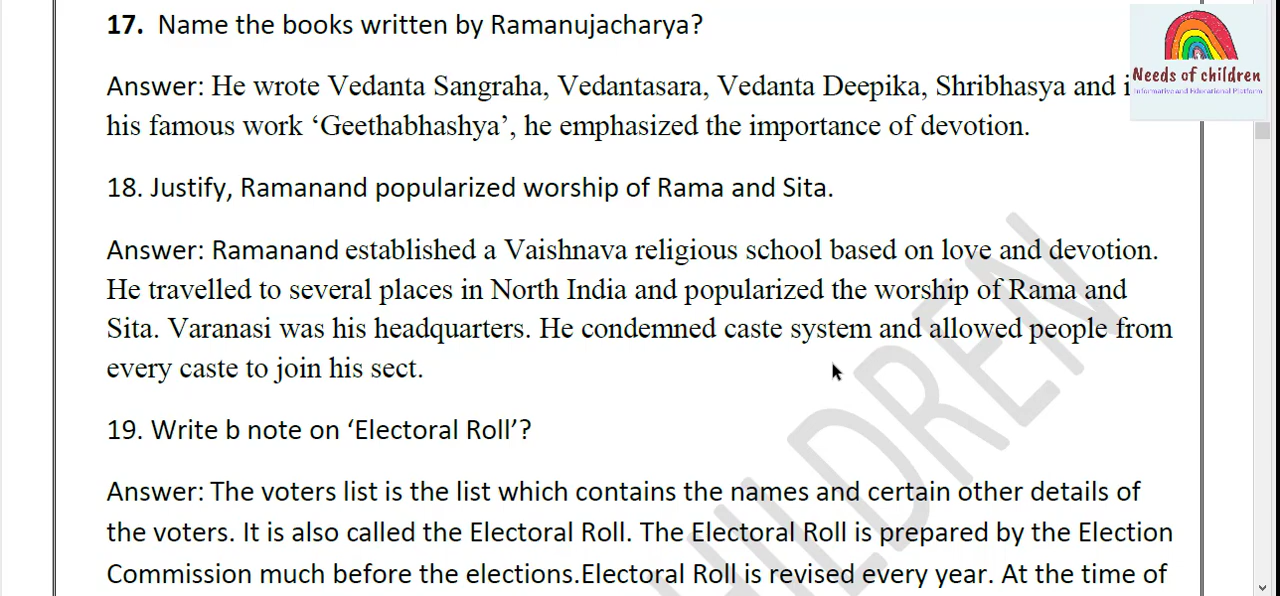 17. Name the books written by Ramanujacharya?
Needs of children
Informative and Educational Platform
Answer: He wrote Vedanta Sangraha, Vedantasara, Vedanta Deepika, Shribhasya and
his famous work ‘Geethabhashya’, he emphasized the importance of devotion.
18. Justify, Ramanand popularized worship of Rama and Sita.
Answer: Ramanand established a Vaishnava religious school based on love and devotion.
He travelled to several places in North India and popularized the worship of Rama and
Sita. Varanasi was his headquarters. He condemned caste system and allowed people from
every caste to join his sect.
19. Write b note on ‘Electoral Roll’?
Answer: The voters list is the list which contains the names and certain other details of
the voters. It is also called the Electoral Roll. The Electoral Roll is prepared by the Election
Commission much before the elections.Electoral Roll is revised every year. At the time of
HILDREN